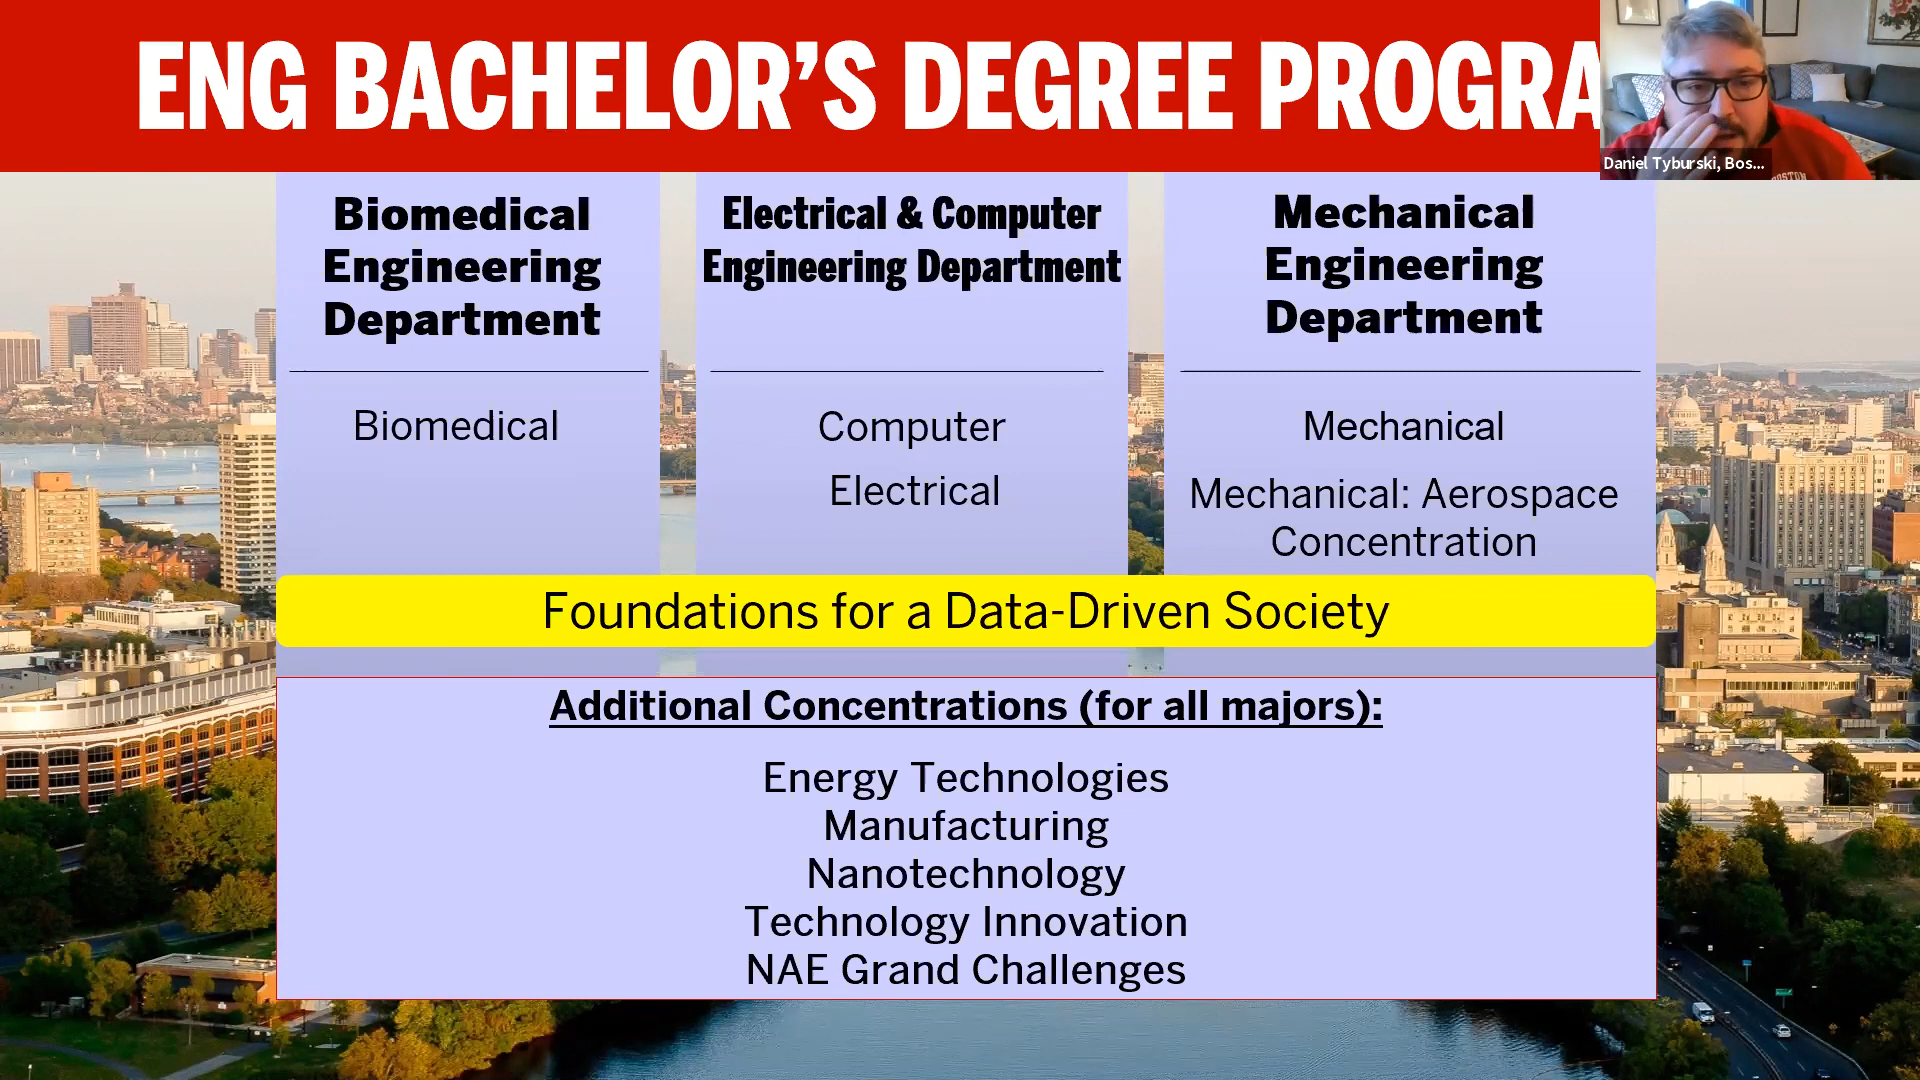 ENG BACHELOR'S DEGREE PROGRA
Daniel Tyburski, Bos...
Biomedical
Engineering
Department
Biomedical
Electrical & Computer
Engineering Department
Computer
Electrical
Mechanical
Engineering
Department
Mechanical
Mechanical: Aerospace
Concentration
Foundations for a Data-Driven Society
Additional Concentrations (for all majors):
Energy Technologies
Manufacturing
Nanotechnology
Technology Innovation
NAE Grand Challenges